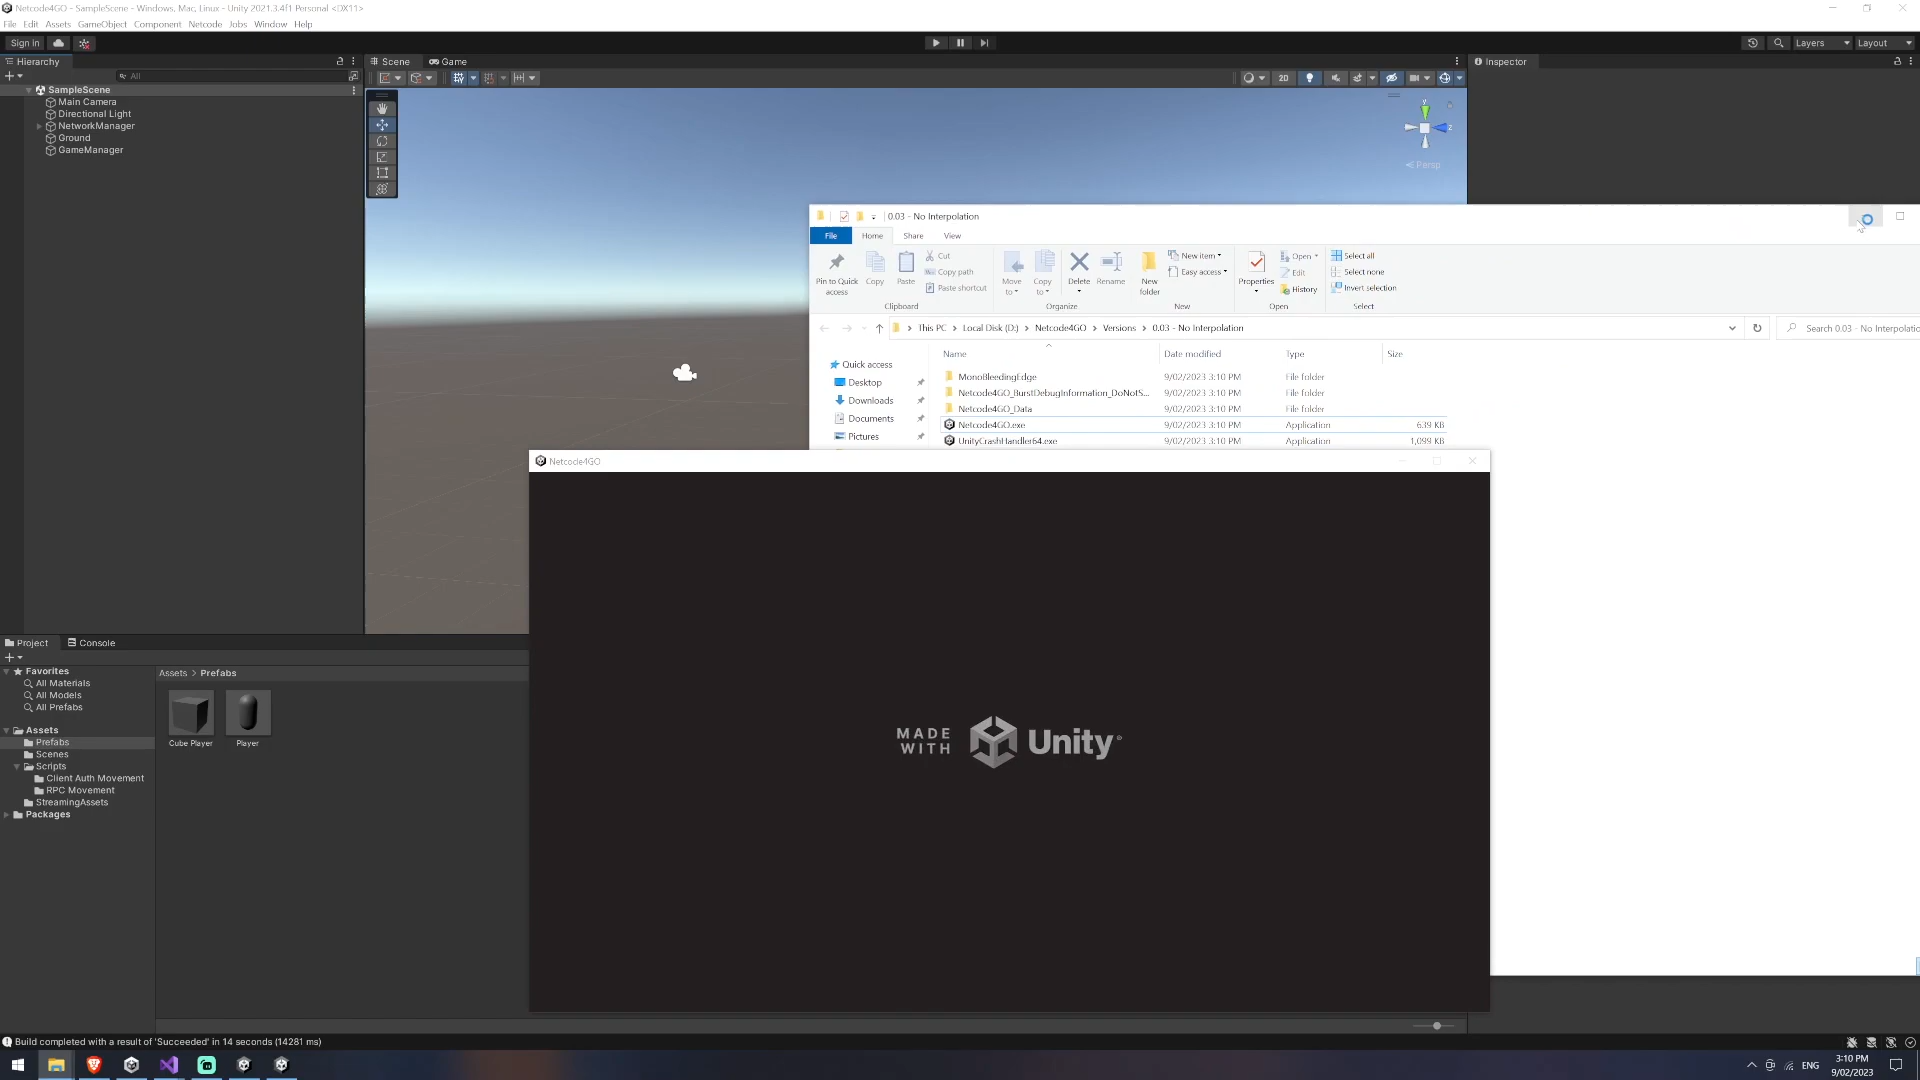 Netcode4GO - SampleScene - Windows, Mac, Linux - Unity 2021.3.4f1 Personal <DX11>
File Edit Assets GameObject Component Netcode Jobs Window Help
Sign in
Layers
Layout
Hierarchy
All
SampleScene
Main Camera
Directional Light
NetworkManager
Ground
GameManager
Scene
Game
2D
y
z
Persp
Inspector
0.03 - No Interpolation
File Home Share View
Pin to Quick access
Copy
Paste
Cut
Copy path
Paste shortcut
Clipboard
Move to
Copy to
Delete
Rename
Organize
New folder
New item
Easy access
New
Properties
Open
Edit
History
Open
Select all
Select none
Invert selection
Select
This PC > Local Disk (D:) > Netcode4GO > Versions > 0.03 - No Interpolation
Search 0.03 - No Interpolatio
Quick access
Desktop
Downloads
Documents
Pictures
Name Date modified Type Size
MonoBleedingEdge 9/02/2023 3:10 PM File folder
Netcode4GO_BurstDebugInformation_DoNotS... 9/02/2023 3:10 PM File folder
Netcode4GO_Data 9/02/2023 3:10 PM File folder
Netcode4GO.exe 9/02/2023 3:10 PM Application 639 KB
UnityCrashHandler64.exe 9/02/2023 3:10 PM Application 1,099 KB
Netcode4GO
MADE WITH Unity
Project
Console
Favorites
All Materials
All Models
All Prefabs
Assets
Prefabs
Scenes
Scripts
Client Auth Movement
RPC Movement
StreamingAssets
Packages
Assets > Prefabs
Cube Player
Player
Build completed with a result of 'Succeeded' in 14 seconds (14281 ms)
ENG
3:10 PM
9/02/2023